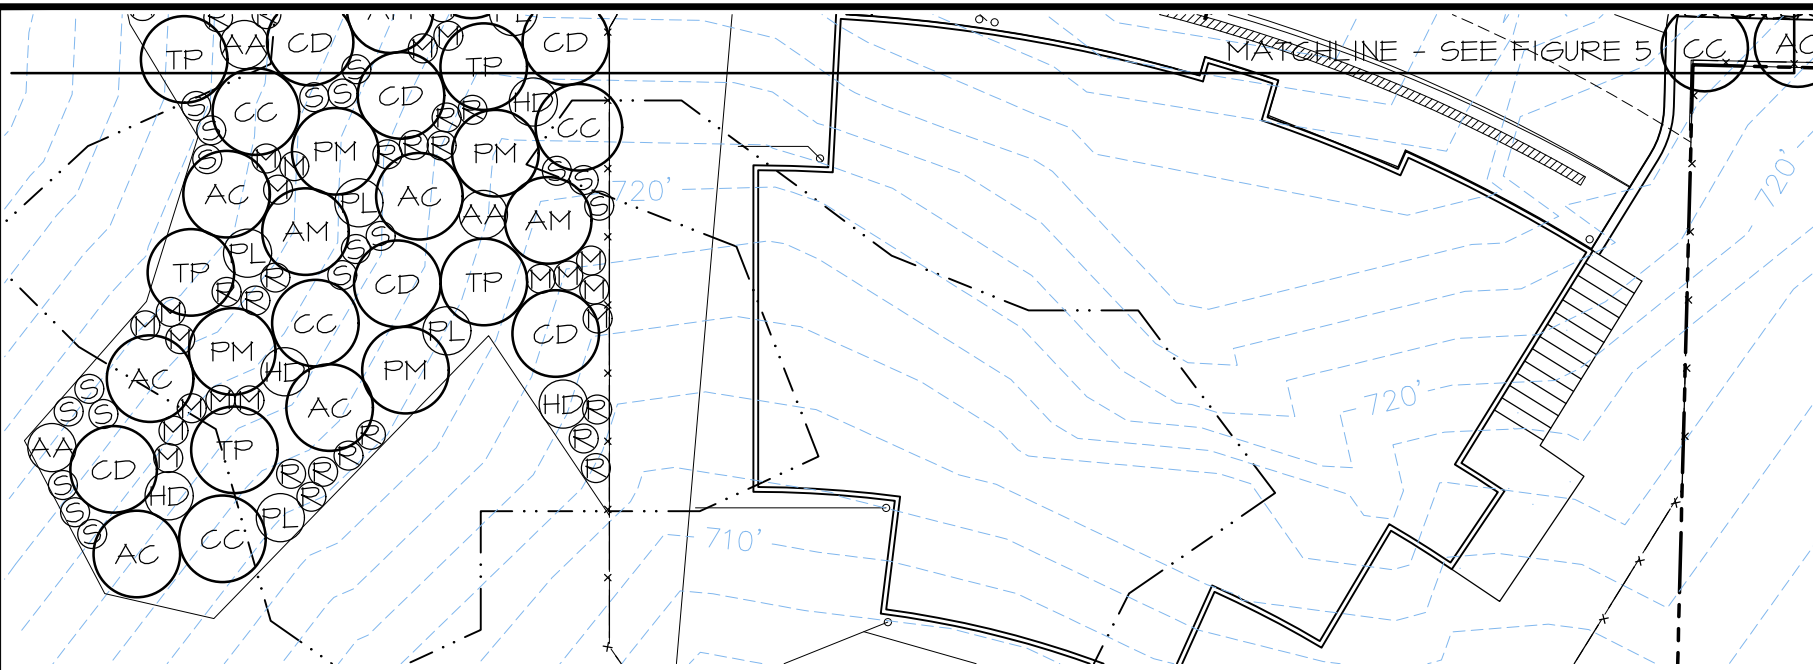 TP AA CD M M TP CD MATCHLINE - SEE FIGURE 5 CC AC
S CC S S S CD R R HD CC
S S M M PM R R R PM S S
AC M PL AC AA AM S 720' 720'
AM S S
TP PL R S CD TP M M M M
R R
M M M CC PL CD M
PM HD PM
AC AC HD R 720'
S S S M M M R
AA M TP R R R
CD M R R
S HD R
S PL 710'
S AC CC